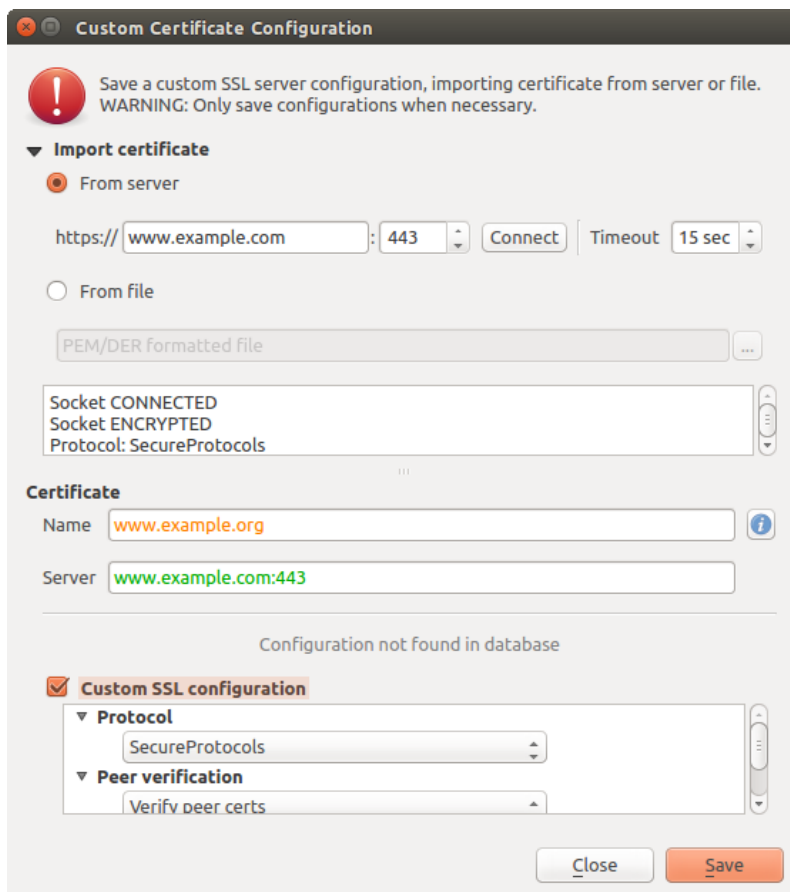 Custom Certificate Configuration
Save a custom SSL server configuration, importing certificate from server or file.
WARNING: Only save configurations when necessary.
Import certificate
From server
https:// www.example.com : 443 Connect Timeout 15 sec
From file
PEM/DER formatted file ...
Socket CONNECTED
Socket ENCRYPTED
Protocol: SecureProtocols
Certificate
Name www.example.org
Server www.example.com:443
Configuration not found in database
Custom SSL configuration
Protocol
SecureProtocols
Peer verification
Verify peer certs
Close Save